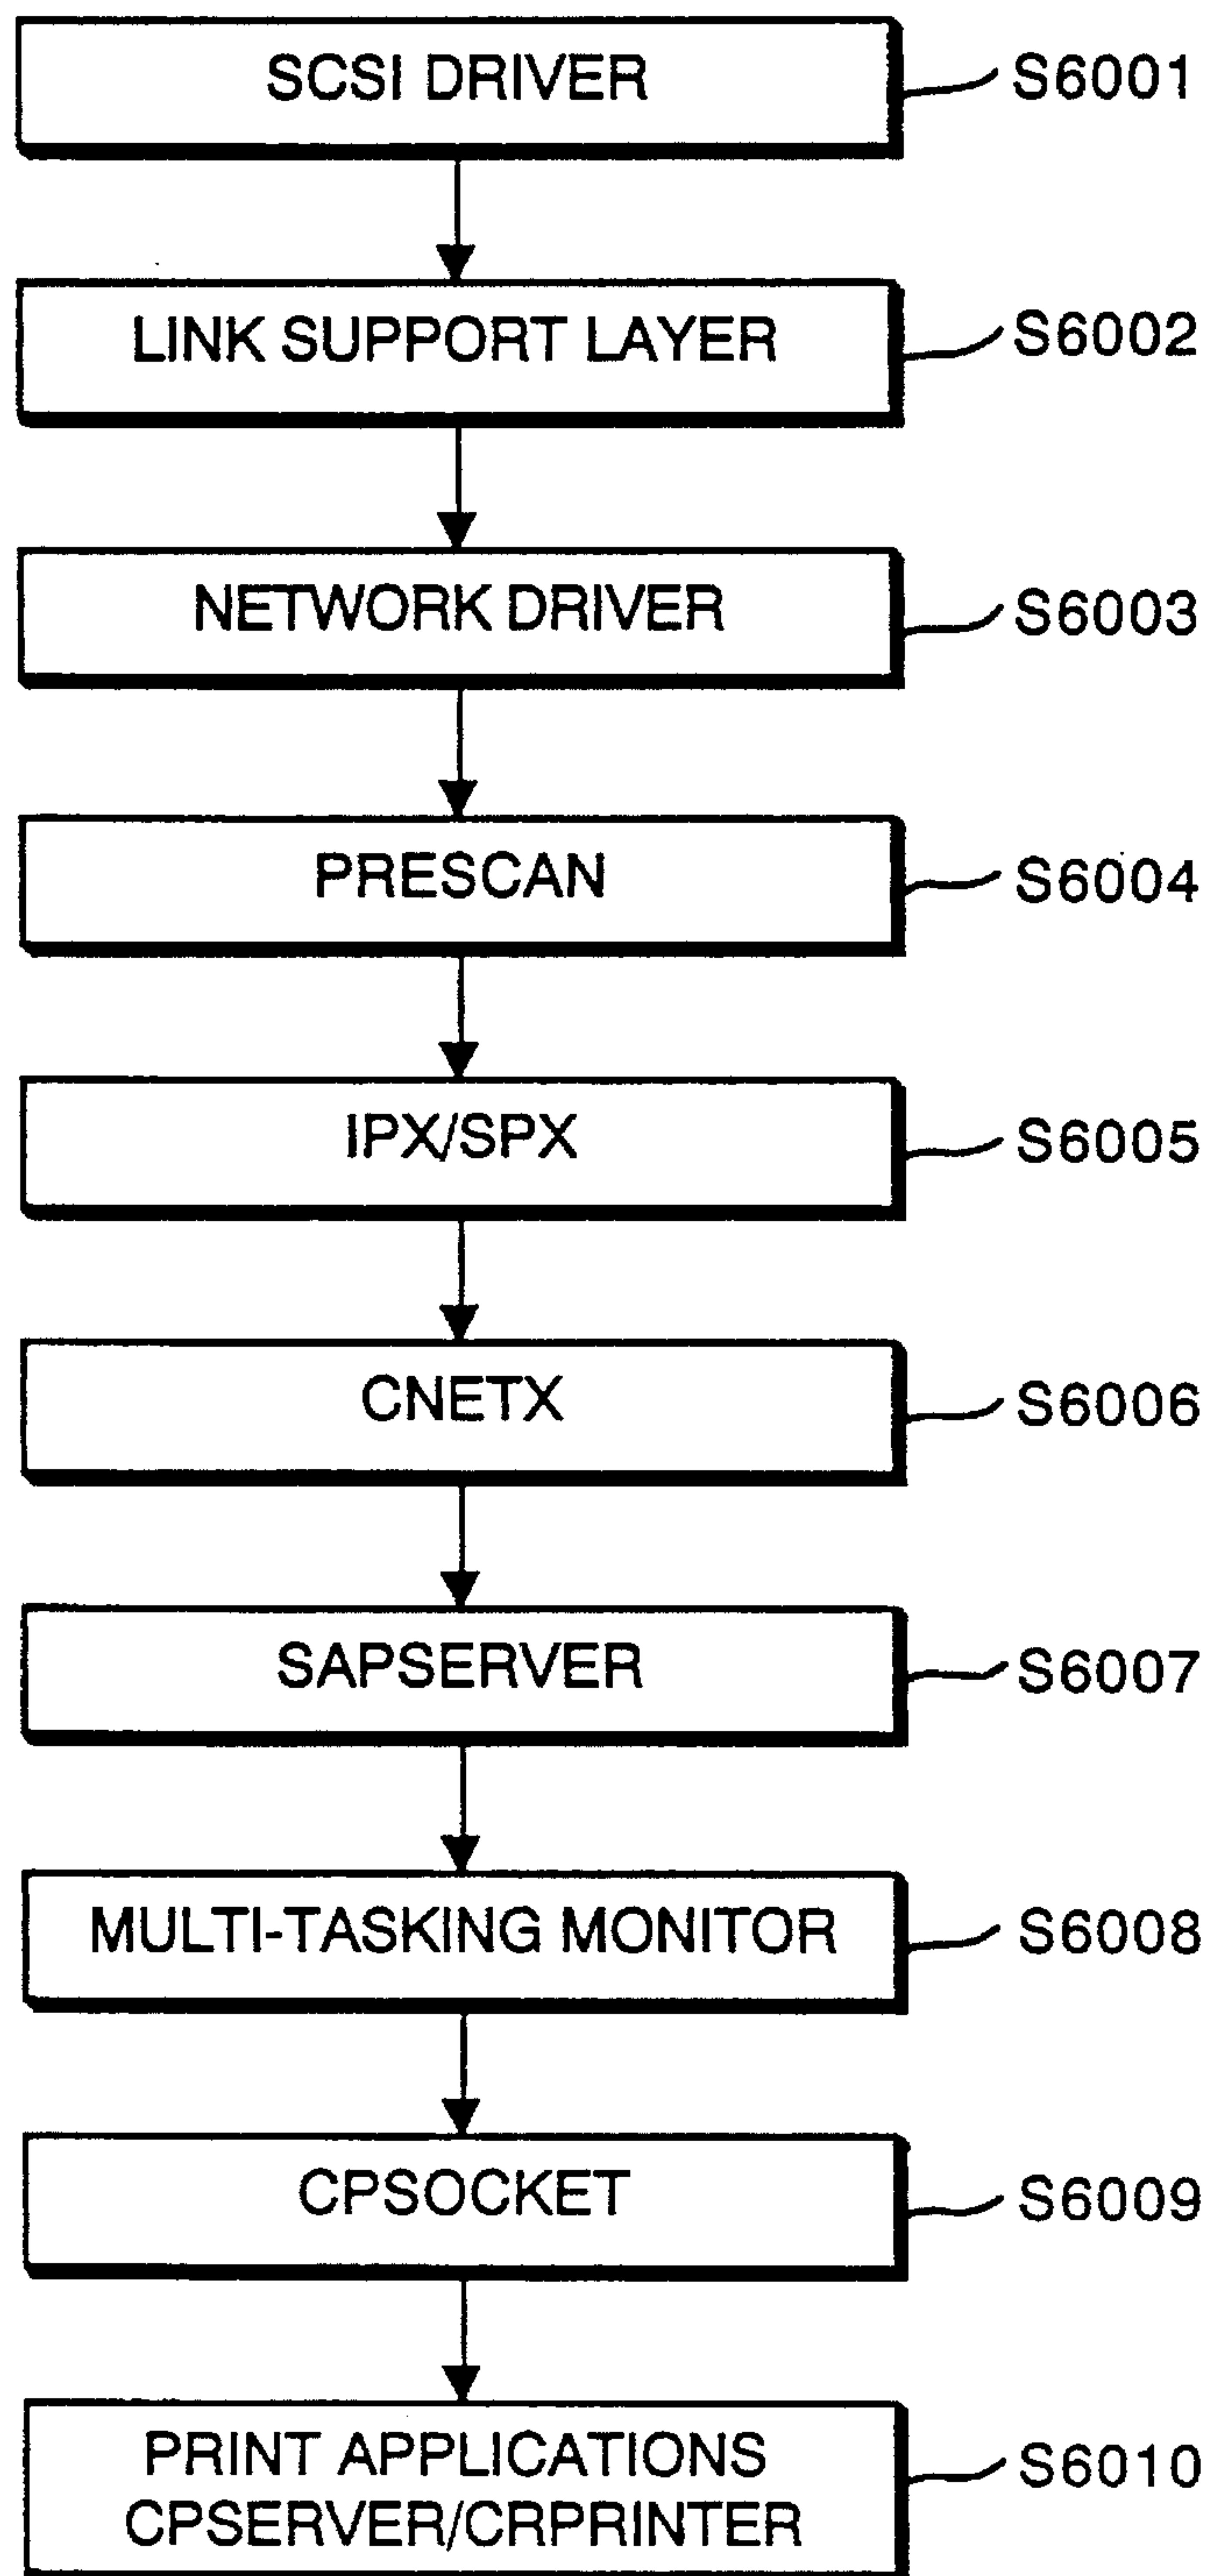 SCSI DRIVER
S6001
LINK SUPPORT LAYER
S6002
NETWORK DRIVER
S6003
PRESCAN
S6004
IPX/SPX
S6005
CNETX
S6006
SAPSERVER
S6007
MULTI-TASKING MONITOR
S6008
CPSOCKET
S6009
PRINT APPLICATIONS
CPSERVER/CRPRINTER
S6010